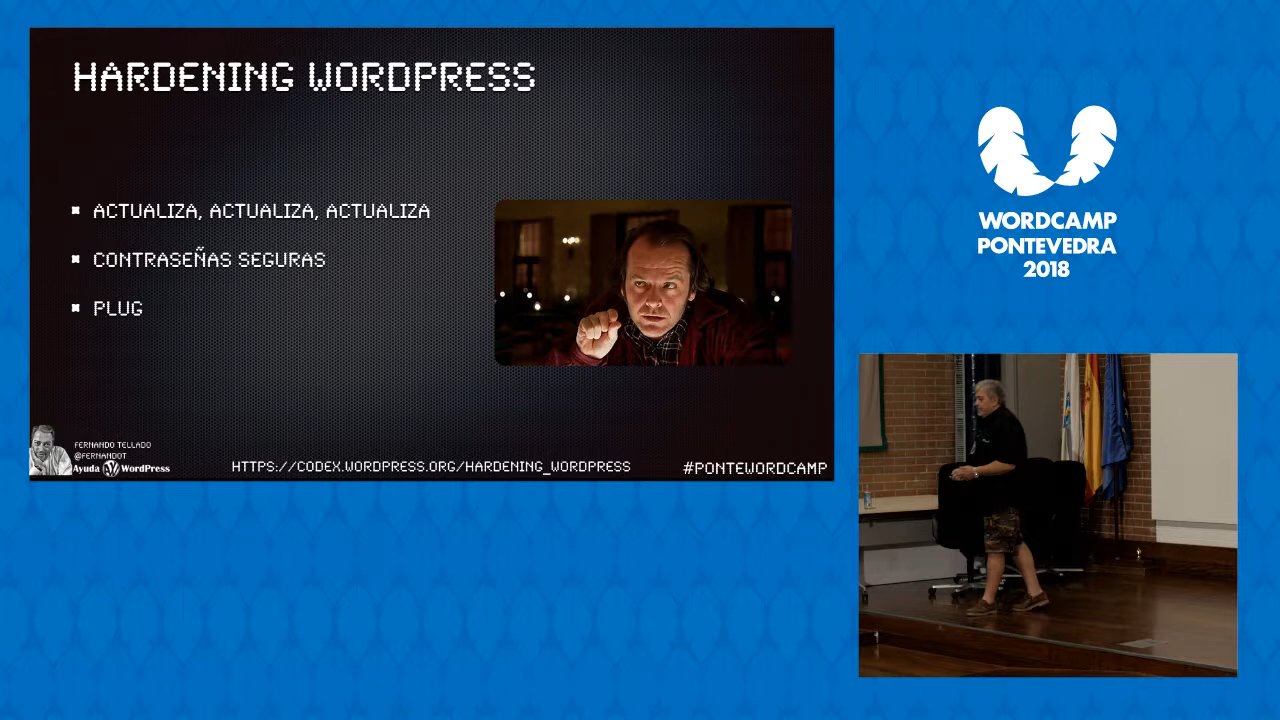 HARDENING WORDPRESS
ACTUALIZA, ACTUALIZA, ACTUALIZA
CONTRASEÑAS SEGURAS
PLUG
FERNANDO TELLADO
@FERNANDOT
Ayuda WordPress
HTTPS://CODEX.WORDPRESS.ORG/HARDENING_WORDPRESS
#PONTEWORDCAMP
WORDCAMP
PONTEVEDRA
2018